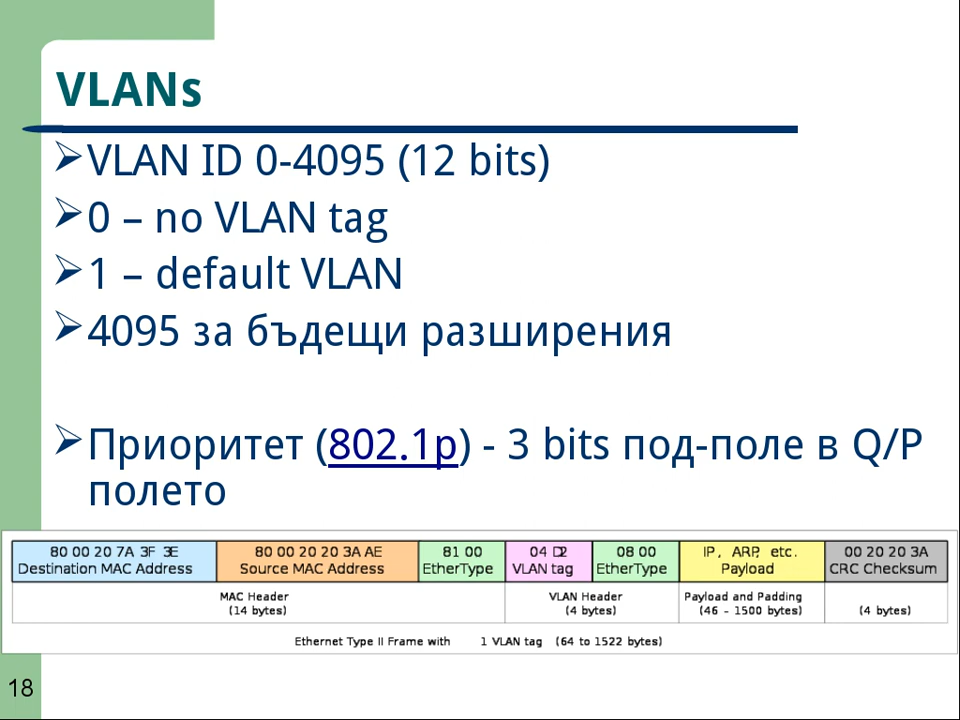 VLANs
VLAN ID 0-4095 (12 bits)
0 – no VLAN tag
1 – default VLAN
4095 за бъдещи разширения
Приоритет (802.1p) - 3 bits под-поле в Q/P
полето
80 00 20 7A 3F 3E 80 00 20 20 3A AE 81 00 04 D2 08 00 IP, ARP, etc. 00 20 20 3A
Destination MAC Address Source MAC Address EtherType VLAN tag EtherType Payload CRC Checksum
MAC Header VLAN Header Payload and Padding
(14 bytes) (4 bytes) (46 - 1500 bytes) (4 bytes)
Ethernet Type II Frame with 1 VLAN tag (64 to 1522 bytes)
18